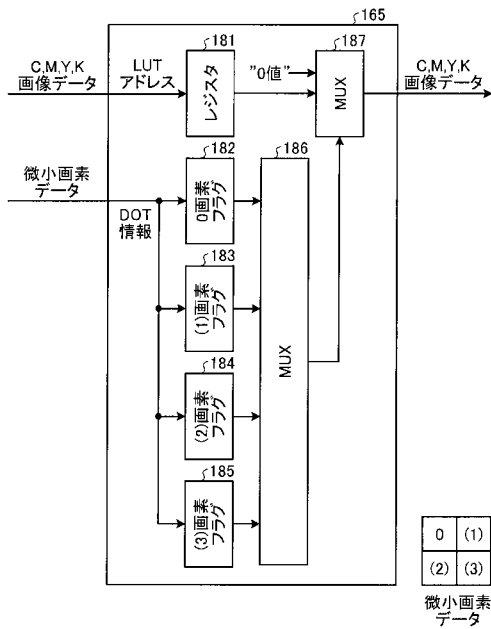 165
C,M,Y,K
画像データ
LUT
アドレス
181
レジスタ
"0値"
187
MUX
C,M,Y,K
画像データ
微小画素
データ
DOT
情報
182
0画素
フラグ
183
(1)画素
フラグ
184
(2)画素
フラグ
185
(3)画素
フラグ
186
MUX
0 (1)
(2) (3)
微小画素
データ